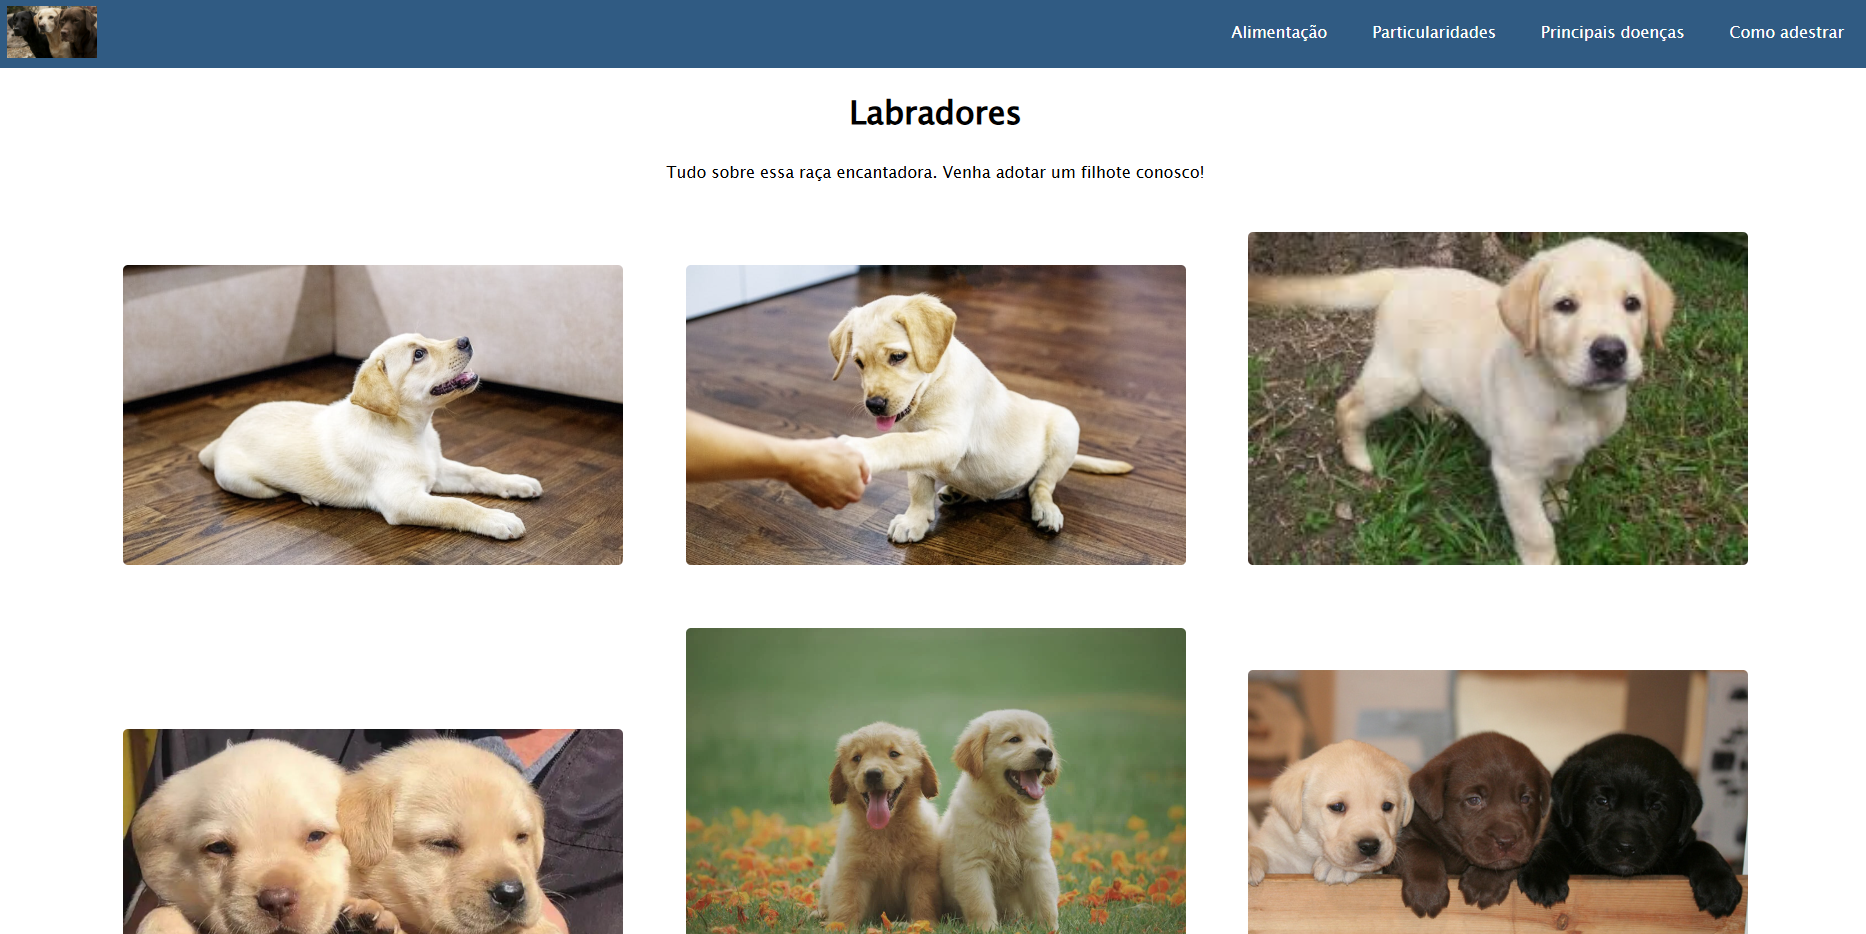 Alimentação Particularidades Principais doenças Como adestrar
Labradores
Tudo sobre essa raça encantadora. Venha adotar um filhote conosco!